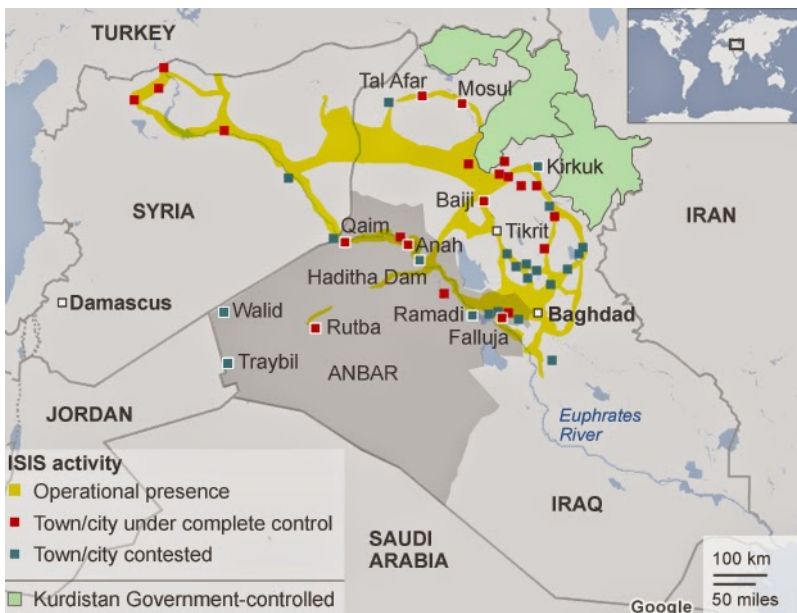 TURKEY
Tal Afar
Mosul
Kirkuk
Baiji
SYRIA
Tikrit
IRAN
Qaim
Anah
Haditha Dam
Damascus
Walid
Ramadi
Baghdad
Rutba
Falluja
Traybil
ANBAR
JORDAN
Euphrates
River
ISIS activity
Operational presence
Town/city under complete control
Town/city contested
Kurdistan Government-controlled
IRAQ
SAUDI
ARABIA
100 km
50 miles
Google